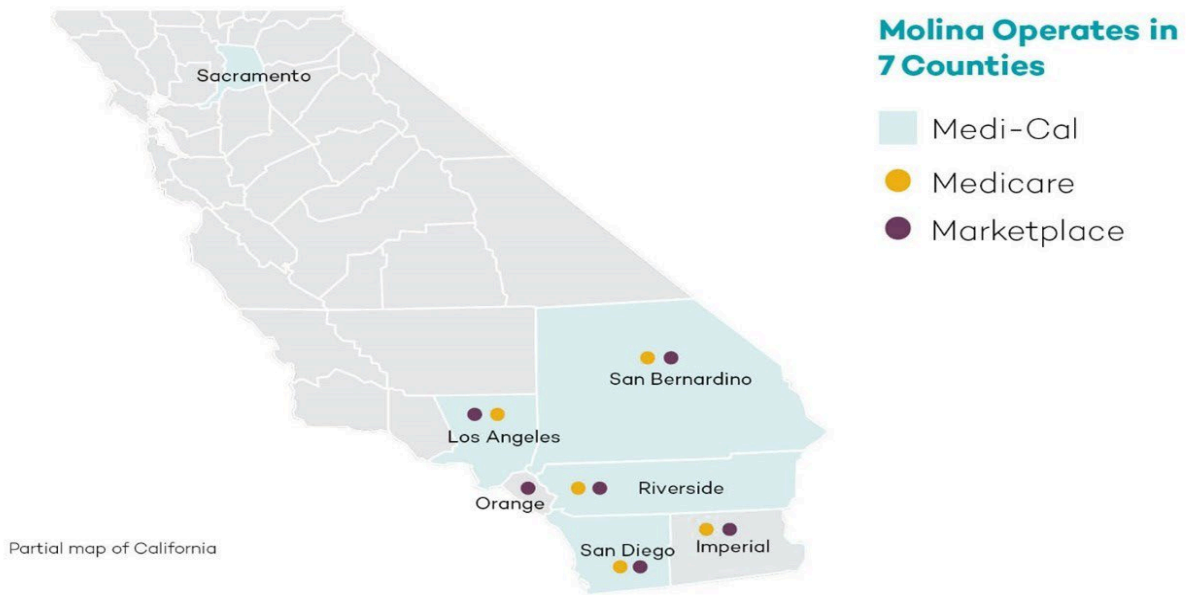 Molina Operates in
7 Counties
Medi-Cal
Medicare
Marketplace
Sacramento
San Bernardino
Los Angeles
Riverside
Orange
San Diego
Imperial
Partial map of California